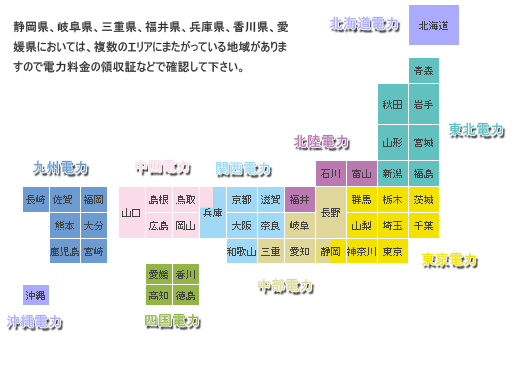 静岡県、岐阜県、三重県、福井県、兵庫県、香川県、愛
媛県においては、複数のエリアにまたがっている地域がありま
すので電力料金の領収証などで確認して下さい。
北海道電力
北海道
青森
秋田 岩手
山形 宮城
東北電力
新潟 福島
北陸電力
石川 富山
福井
九州電力
長崎 佐賀 福岡
熊本 大分
鹿児島 宮崎
中国電力
山口 島根 鳥取
広島 岡山
関西電力
兵庫 京都 滋賀
大阪 奈良
和歌山 三重
長野
岐阜
愛知 静岡
中部電力
群馬 栃木 茨城
山梨 埼玉 千葉
神奈川 東京
東京電力
愛媛 香川
高知 徳島
四国電力
沖縄
沖縄電力